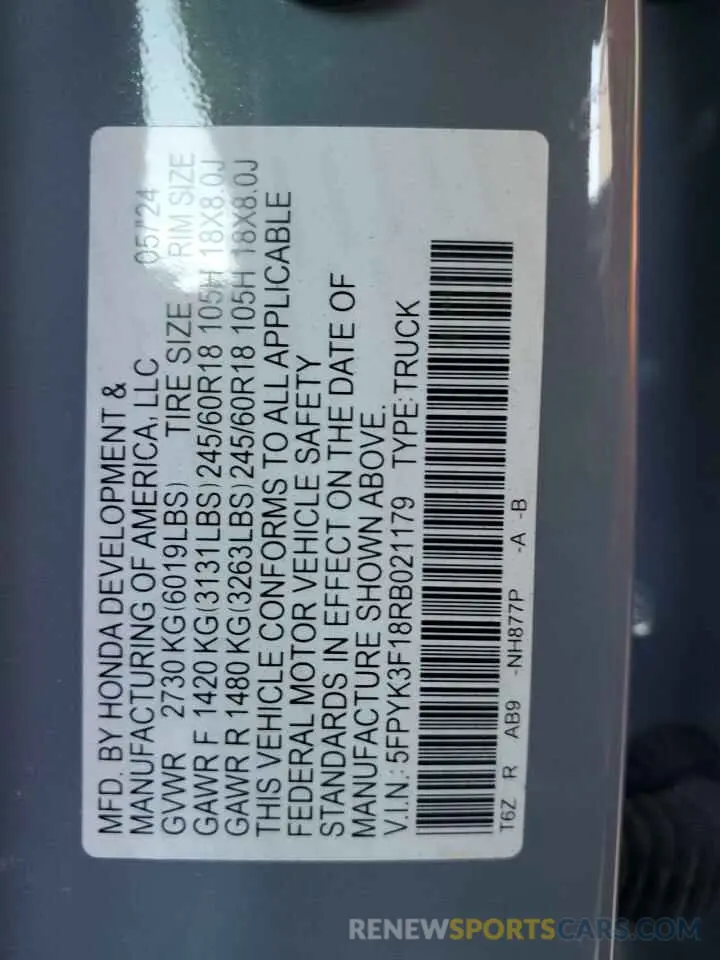 MFD. BY HONDA DEVELOPMENT &
MANUFACTURING OF AMERICA, LLC 05/24
GVWR 2730 KG(6019LBS) TIRE SIZE RIM SIZE
GAWR F 1420 KG(3131LBS) 245/60R18 105H 18X8.0J
GAWR R 1480 KG(3263LBS) 245/60R18 105H 18X8.0J
THIS VEHICLE CONFORMS TO ALL APPLICABLE
FEDERAL MOTOR VEHICLE SAFETY
STANDARDS IN EFFECT ON THE DATE OF
MANUFACTURE SHOWN ABOVE.
V.I.N.: 5FPYK3F18RB021179 TYPE: TRUCK
T6Z R AB9 -NH877P -A -B
RENEWSPORTSCARS.COM